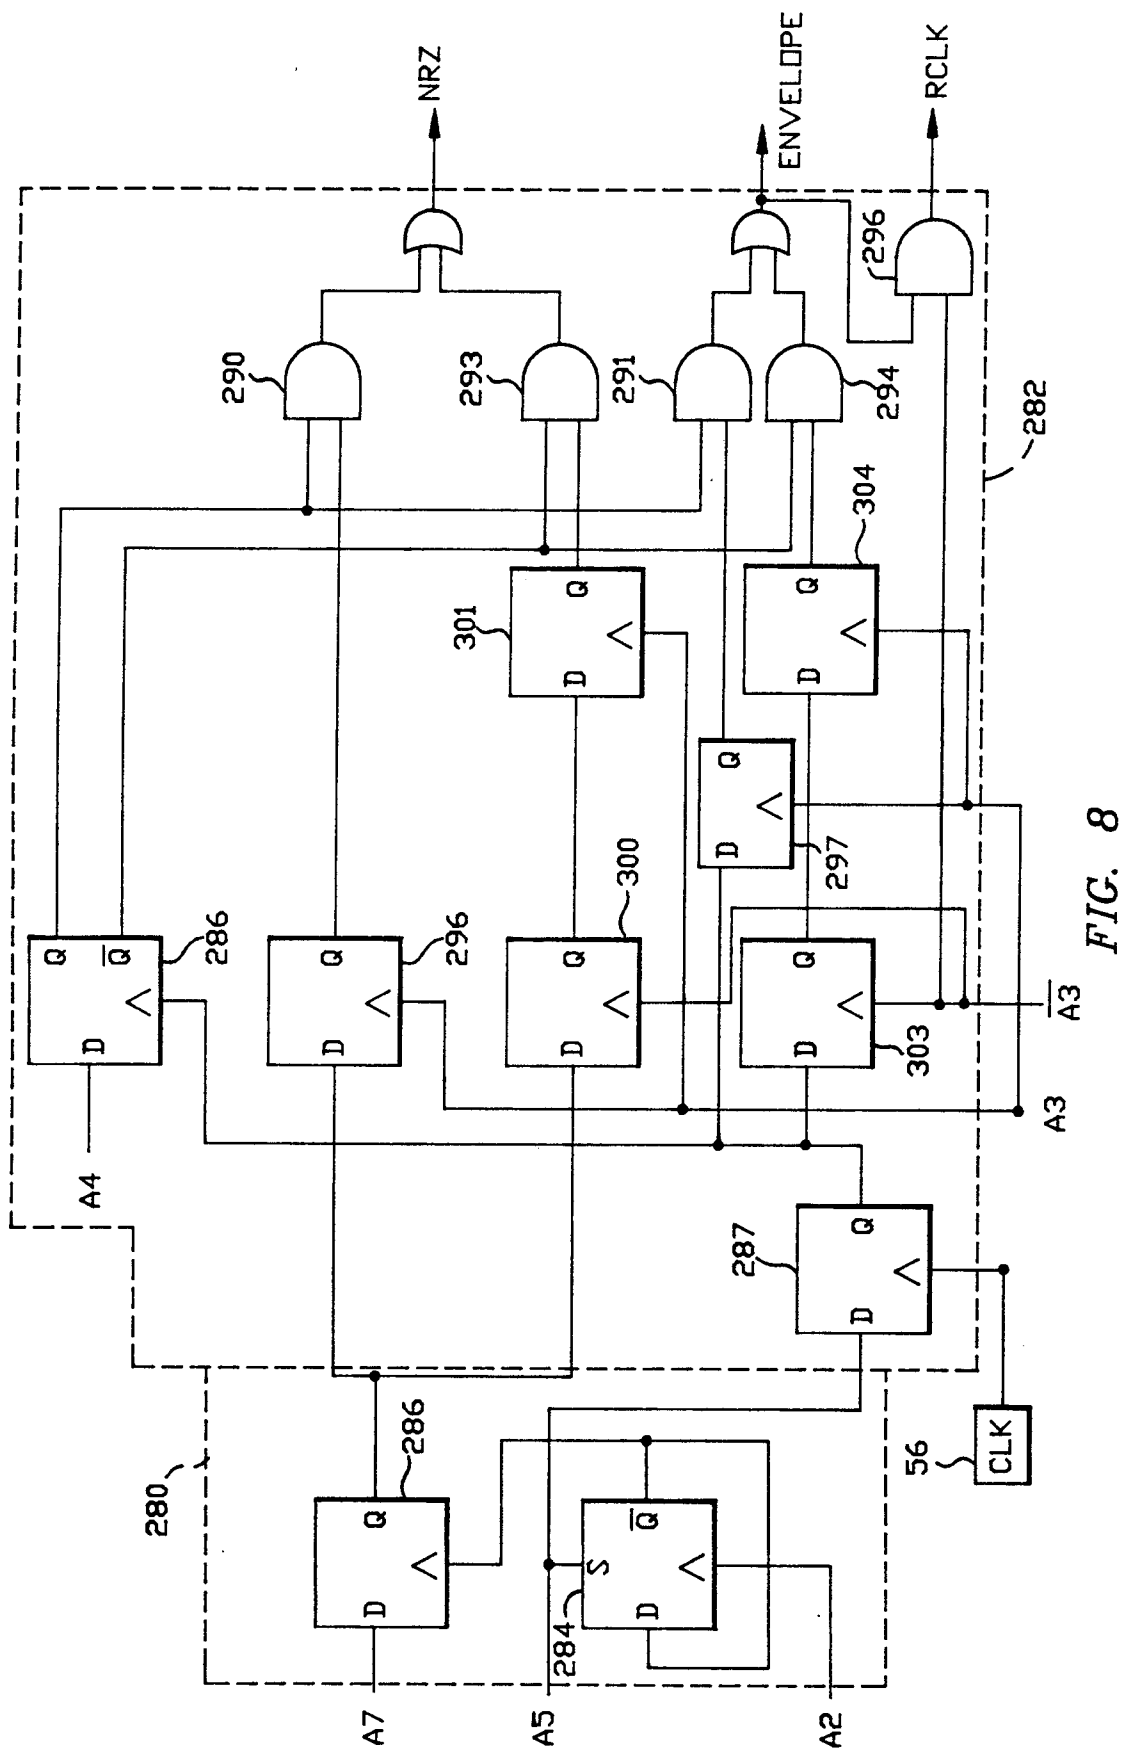 NRZ
ENVELOPE
RCLK
290
293
291
294
296
282
A4
D
Q
Q
286
D
Q
296
D
Q
300
D
Q
301
D
Q
297
D
Q
303
D
Q
304
A3
A3
D
Q
287
280
D
Q
286
S
D
Q
284
A7
A5
A2
56
CLK
FIG. 8